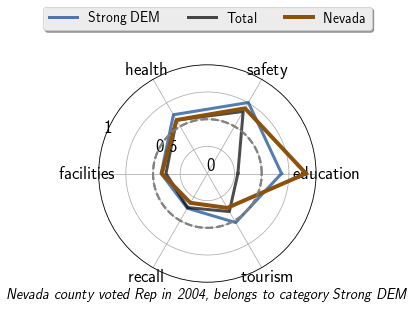 Strong DEM Total Nevada
health safety
1
0.5
0
facilities education
recall tourism
Nevada county voted Rep in 2004, belongs to category Strong DEM